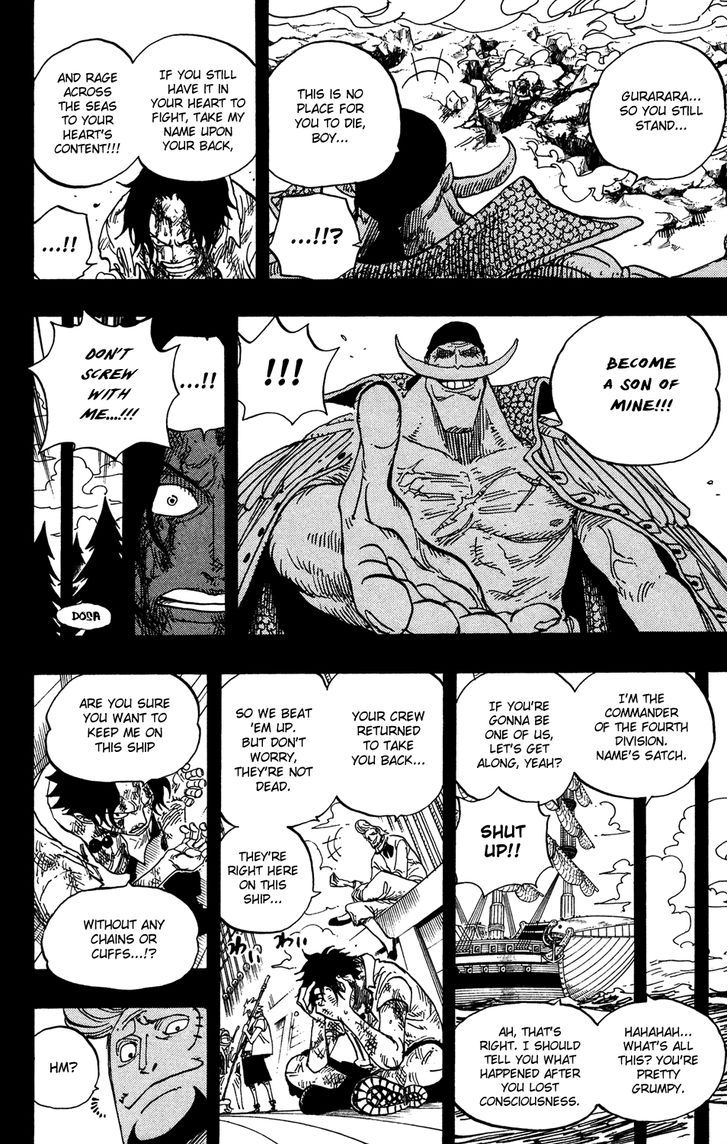 GURARARA...
SO YOU STILL
STAND...
THIS IS NO
PLACE FOR
YOU TO DIE,
BOY...
...!!?
IF YOU STILL
HAVE IT IN
YOUR HEART TO
FIGHT, TAKE MY
NAME UPON
YOUR BACK,
AND RAGE
ACROSS
THE SEAS
TO YOUR
HEART'S
CONTENT!!!
...!!
BECOME
A SON OF
MINE!!!
!!!
...!!
DON'T
SCREW
WITH
ME...!!!
DOSA
I'M THE
COMMANDER
OF THE FOURTH
DIVISION.
NAME'S SATCH.
IF YOU'RE
GONNA BE
ONE OF US,
LET'S GET
ALONG, YEAH?
SHUT
UP!!
HAHAHAH...
WHAT'S ALL
THIS? YOU'RE
PRETTY
GRUMPY.
AH, THAT'S
RIGHT. I SHOULD
TELL YOU WHAT
HAPPENED AFTER
YOU LOST
CONSCIOUSNESS.
YOUR CREW
RETURNED
TO TAKE
YOU BACK...
SO WE BEAT
'EM UP.
BUT DON'T
WORRY,
THEY'RE NOT
DEAD.
THEY'RE
RIGHT HERE
ON THIS
SHIP...
わい
わい
ARE YOU SURE
YOU WANT TO
KEEP ME ON
THIS SHIP
WITHOUT ANY
CHAINS OR
CUFFS...!?
HM?